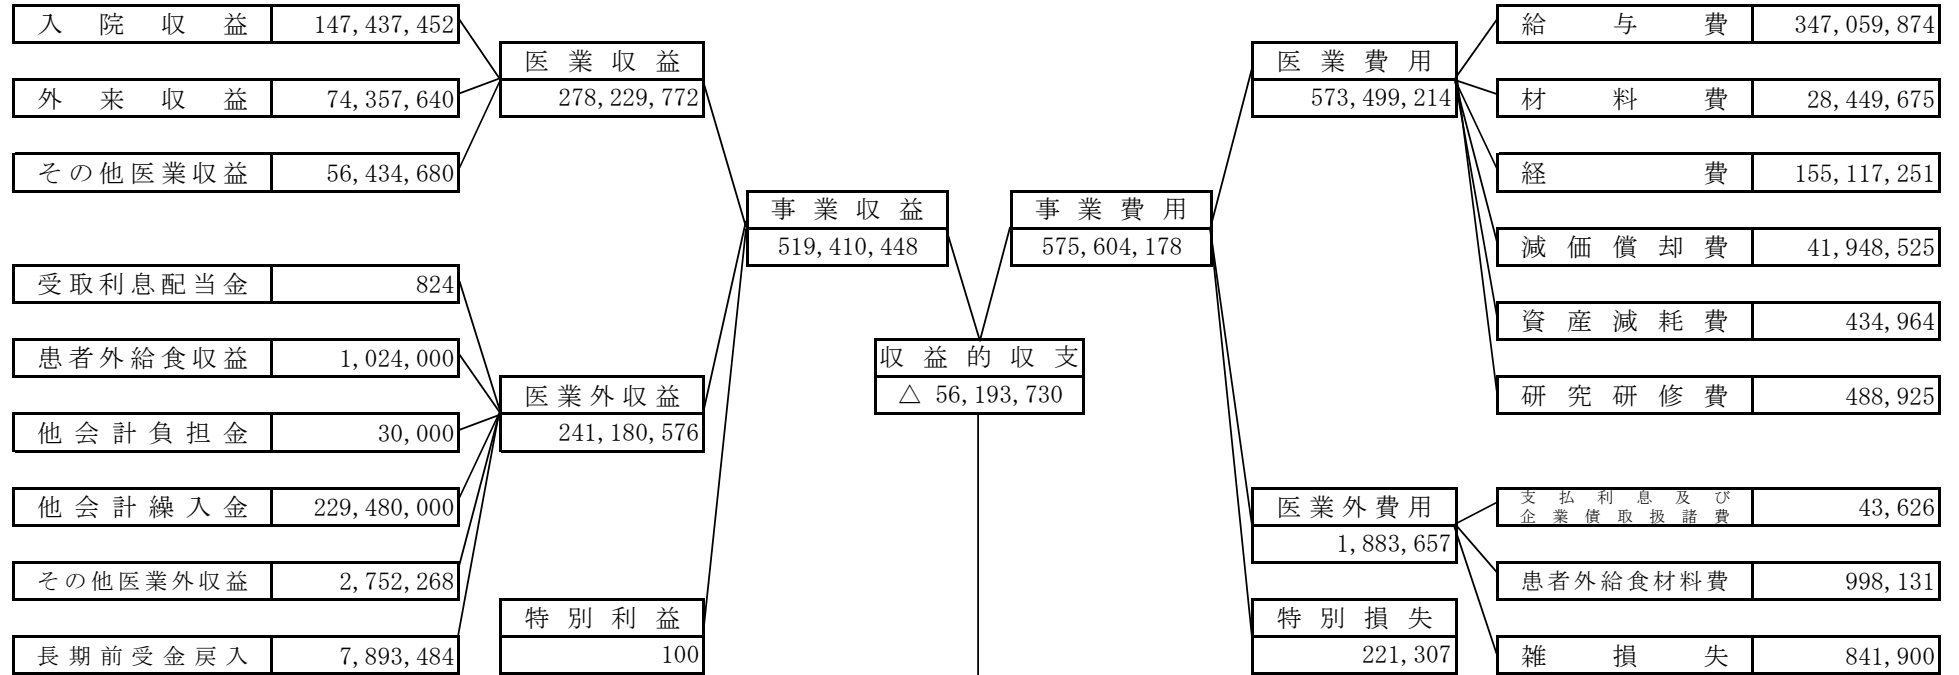 入院収益 147,437,452
外来収益 74,357,640
その他医業収益 56,434,680
受取利息配当金 824
患者外給食収益 1,024,000
他会計負担金 30,000
他会計繰入金 229,480,000
その他医業外収益 2,752,268
長期前受金戻入 7,893,484
医業収益
278,229,772
医業外収益
241,180,576
特別利益
100
事業収益
519,410,448
収益的収支
△ 56,193,730
事業費用
575,604,178
医業費用
573,499,214
医業外費用
1,883,657
特別損失
221,307
給与費 347,059,874
材料費 28,449,675
経費 155,117,251
減価償却費 41,948,525
資産減耗費 434,964
研究研修費 488,925
支払利息及び
企業債取扱諸費 43,626
患者外給食材料費 998,131
雑損失 841,900